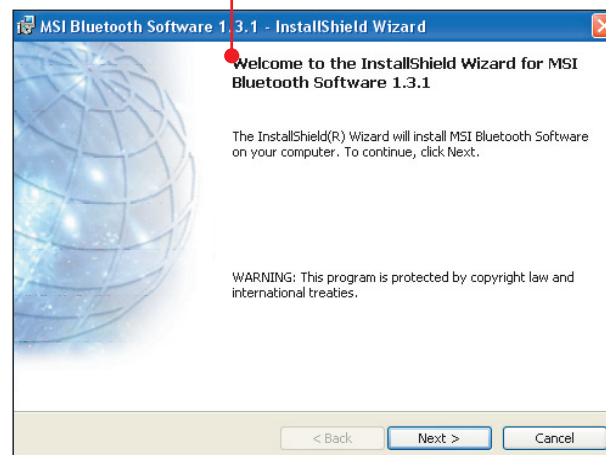 MSI Bluetooth Software 1.3.1 - InstallShield Wizard
Welcome to the InstallShield Wizard for MSI
Bluetooth Software 1.3.1
The InstallShield(R) Wizard will install MSI Bluetooth Software
on your computer. To continue, click Next.
WARNING: This program is protected by copyright law and
international treaties.
< Back
Next >
Cancel